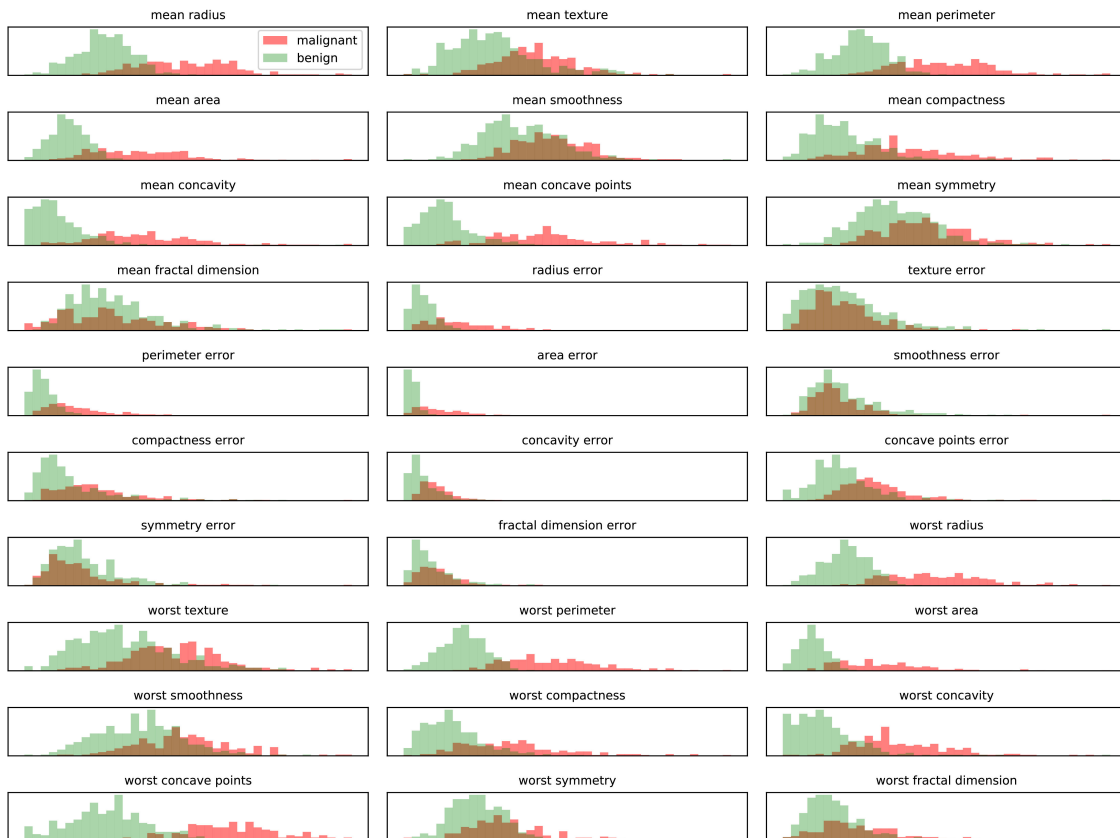 mean radius
malignant
benign
mean texture
mean perimeter
mean area
mean smoothness
mean compactness
mean concavity
mean concave points
mean symmetry
mean fractal dimension
radius error
texture error
perimeter error
area error
smoothness error
compactness error
concavity error
concave points error
symmetry error
fractal dimension error
worst radius
worst texture
worst perimeter
worst area
worst smoothness
worst compactness
worst concavity
worst concave points
worst symmetry
worst fractal dimension